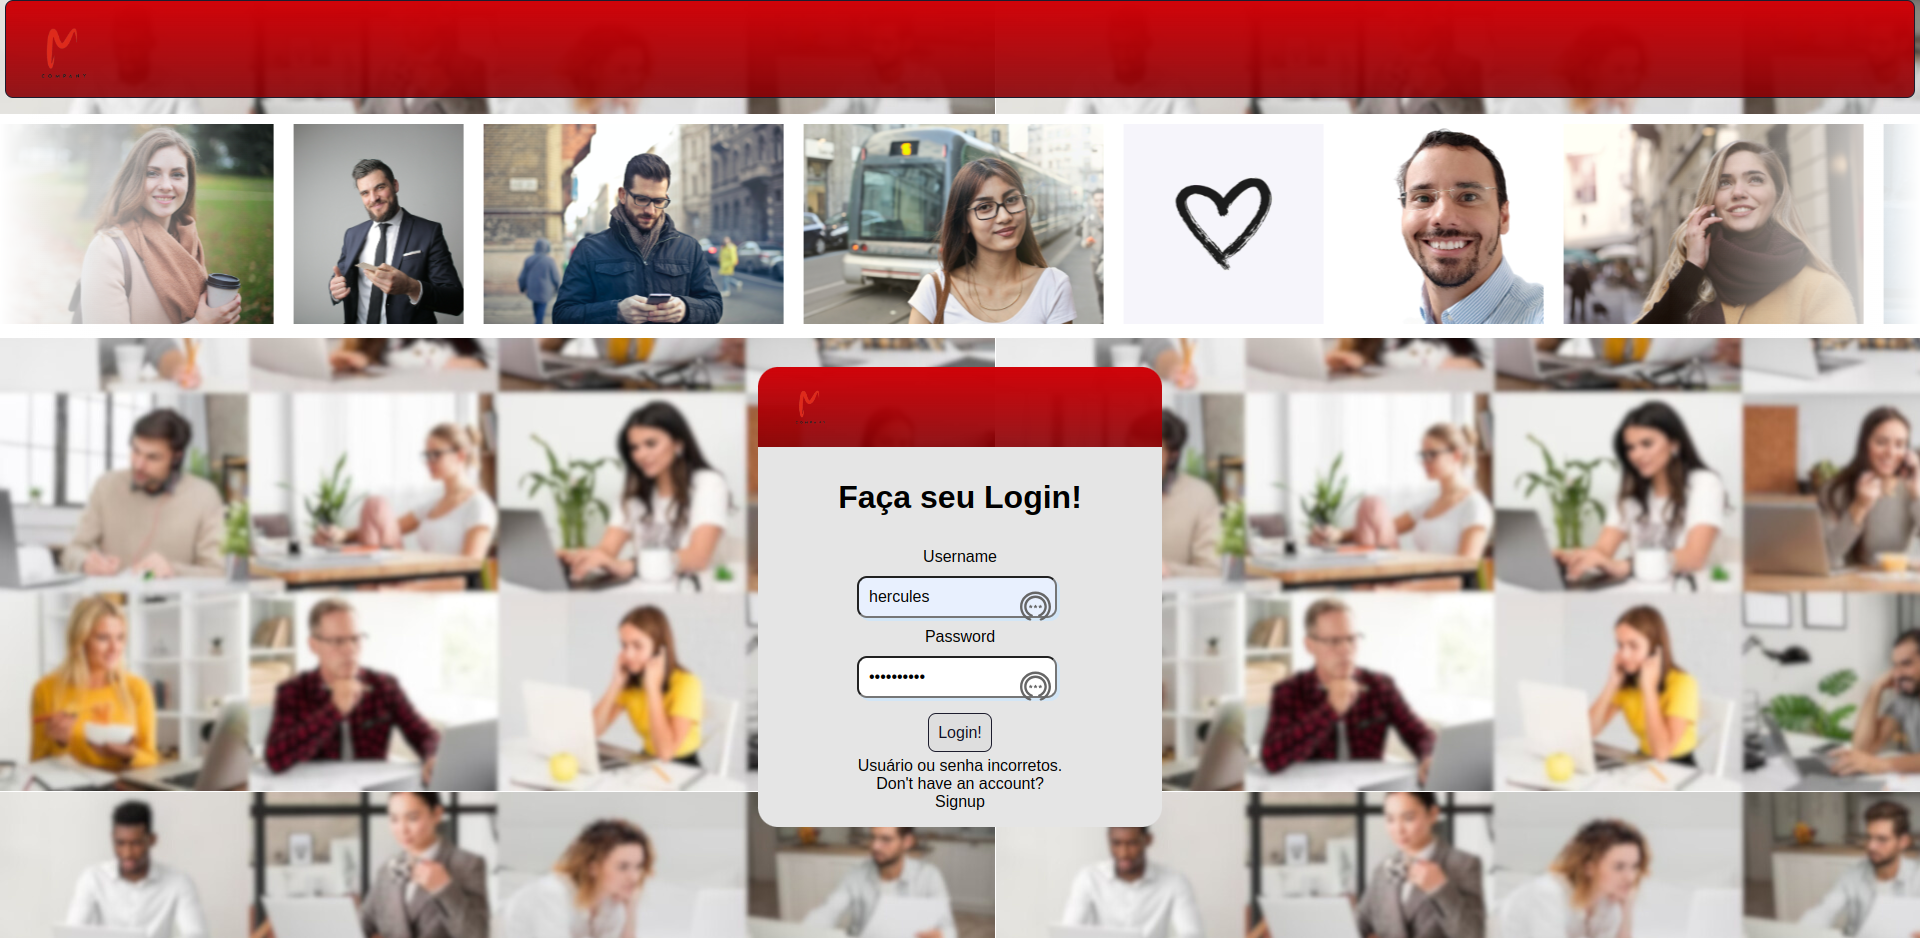 Faça seu Login!
Username
hercules
Password
••••••••••
Login!
Usuário ou senha incorretos.
Don't have an account?
Signup